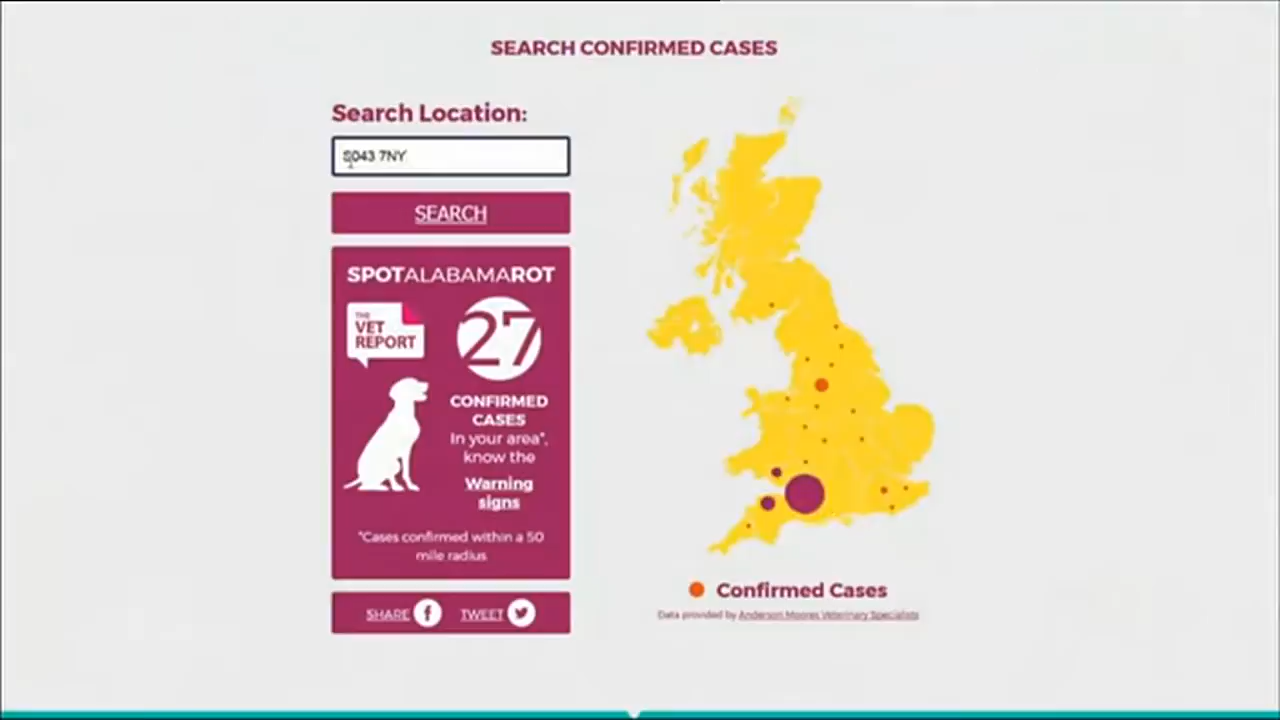 SEARCH CONFIRMED CASES
Search Location:
SO43 7NY
SEARCH
SPOTALABAMAROT
THE
VET
REPORT
27
CONFIRMED
CASES
In your area*,
know the
Warning
signs
*Cases confirmed within a 50
mile radius
SHARE f TWEET
Confirmed Cases
Data provided by Anderson Moores Veterinary Specialists